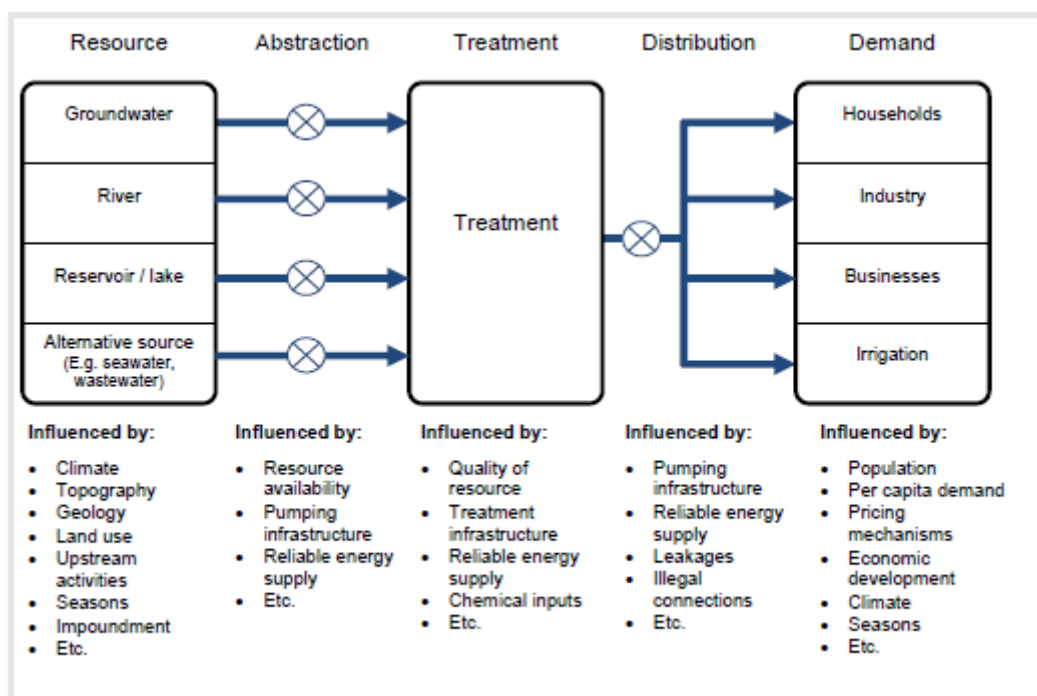 Resource
Abstraction
Treatment
Distribution
Demand
Groundwater
River
Reservoir / lake
Alternative source
(E.g. seawater,
wastewater)
Treatment
Households
Industry
Businesses
Irrigation
Influenced by:
• Climate
• Topography
• Geology
• Land use
• Upstream
activities
• Seasons
• Impoundment
• Etc.
Influenced by:
• Resource
availability
• Pumping
infrastructure
• Reliable energy
supply
• Etc.
Influenced by:
• Quality of
resource
• Treatment
infrastructure
• Reliable energy
supply
• Chemical inputs
• Etc.
Influenced by:
• Pumping
infrastructure
• Reliable energy
supply
• Leakages
• Illegal
connections
• Etc.
Influenced by:
• Population
• Per capita demand
• Pricing
mechanisms
• Economic
development
• Climate
• Seasons
• Etc.